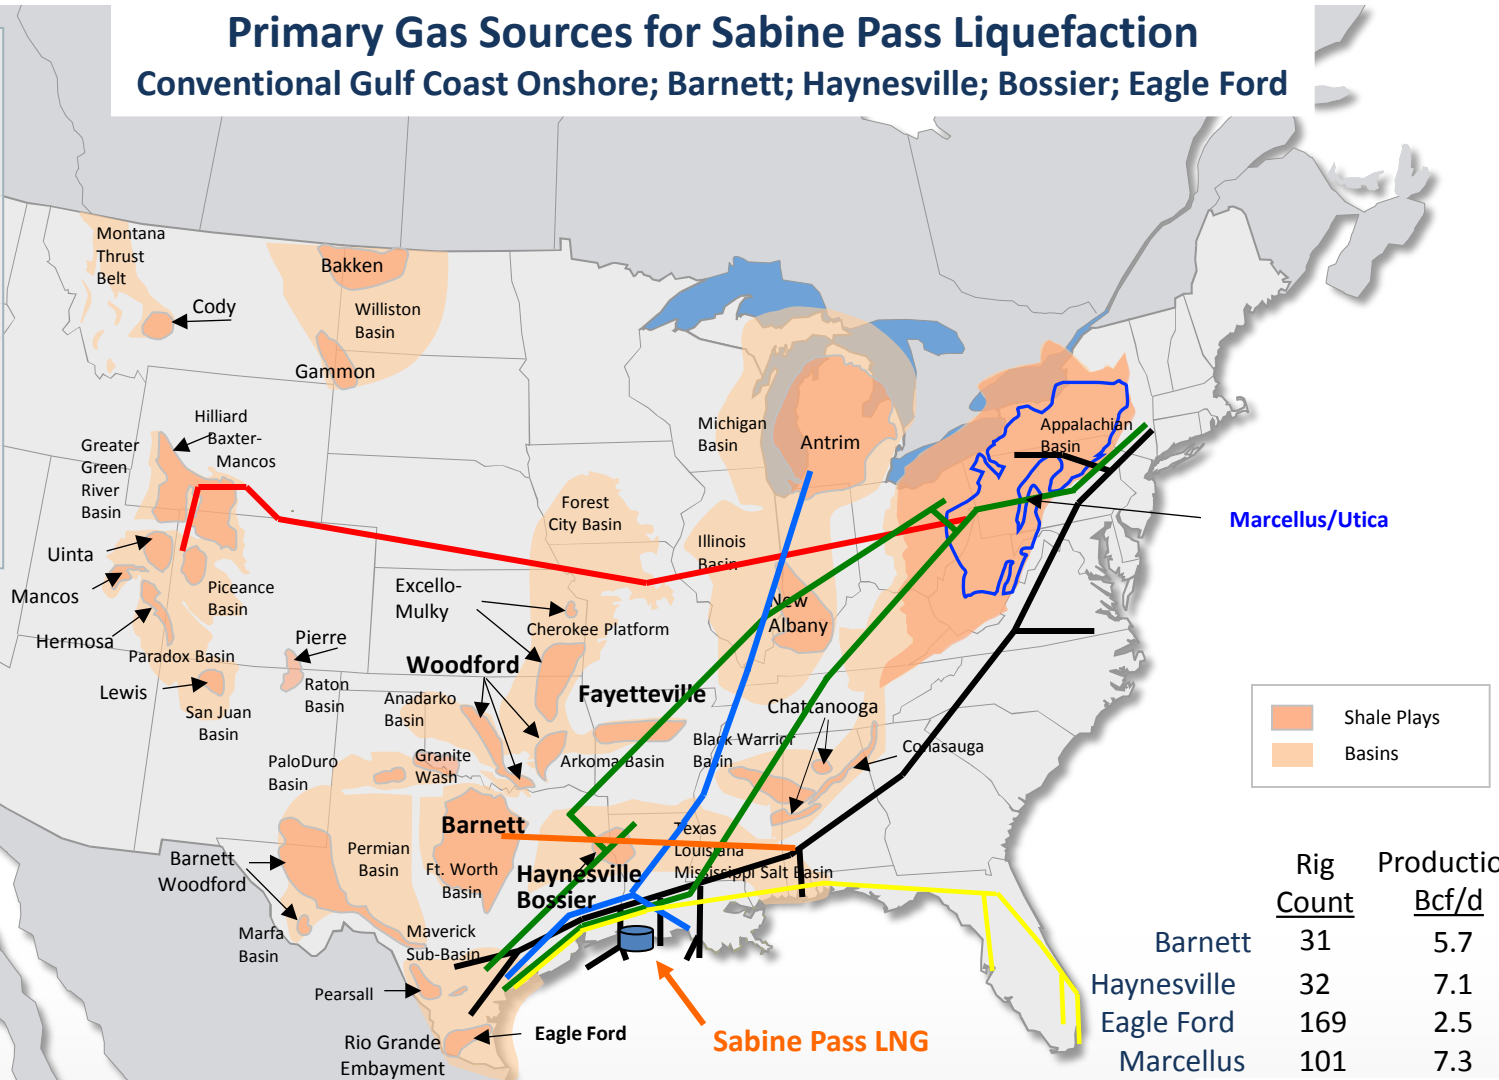 Primary Gas Sources for Sabine Pass Liquefaction
Conventional Gulf Coast Onshore; Barnett; Haynesville; Bossier; Eagle Ford
Montana
Thrust
Belt
Bakken
Cody
Williston
Basin
Gammon
Hilliard
Baxter-
Mancos
Greater
Green
River
Basin
Michigan
Basin
Antrim
Appalachian
Basin
Forest
City Basin
Marcellus/Utica
Illinois
Basin
Uinta
Mancos
Piceance
Basin
Excello-
Mulky
New
Albany
Cherokee Platform
Hermosa
Paradox Basin
Pierre
Woodford
Lewis
Raton
Basin
San Juan
Basin
Anadarko
Basin
Fayetteville
Chattanooga
Shale Plays
Basins
Black Warrior
Basin
Conasauga
PaloDuro
Basin
Granite
Wash
Arkoma Basin
Barnett
Texas
Louisiana
Mississippi Salt Basin
Barnett
Woodford
Permian
Basin
Ft. Worth
Basin
Haynesville
Bossier
Marfa
Basin
Maverick
Sub-Basin
Pearsall
Eagle Ford
Rio Grande
Embayment
Sabine Pass LNG
Rig Productio
Count Bcf/d
Barnett 31 5.7
Haynesville 32 7.1
Eagle Ford 169 2.5
Marcellus 101 7.3